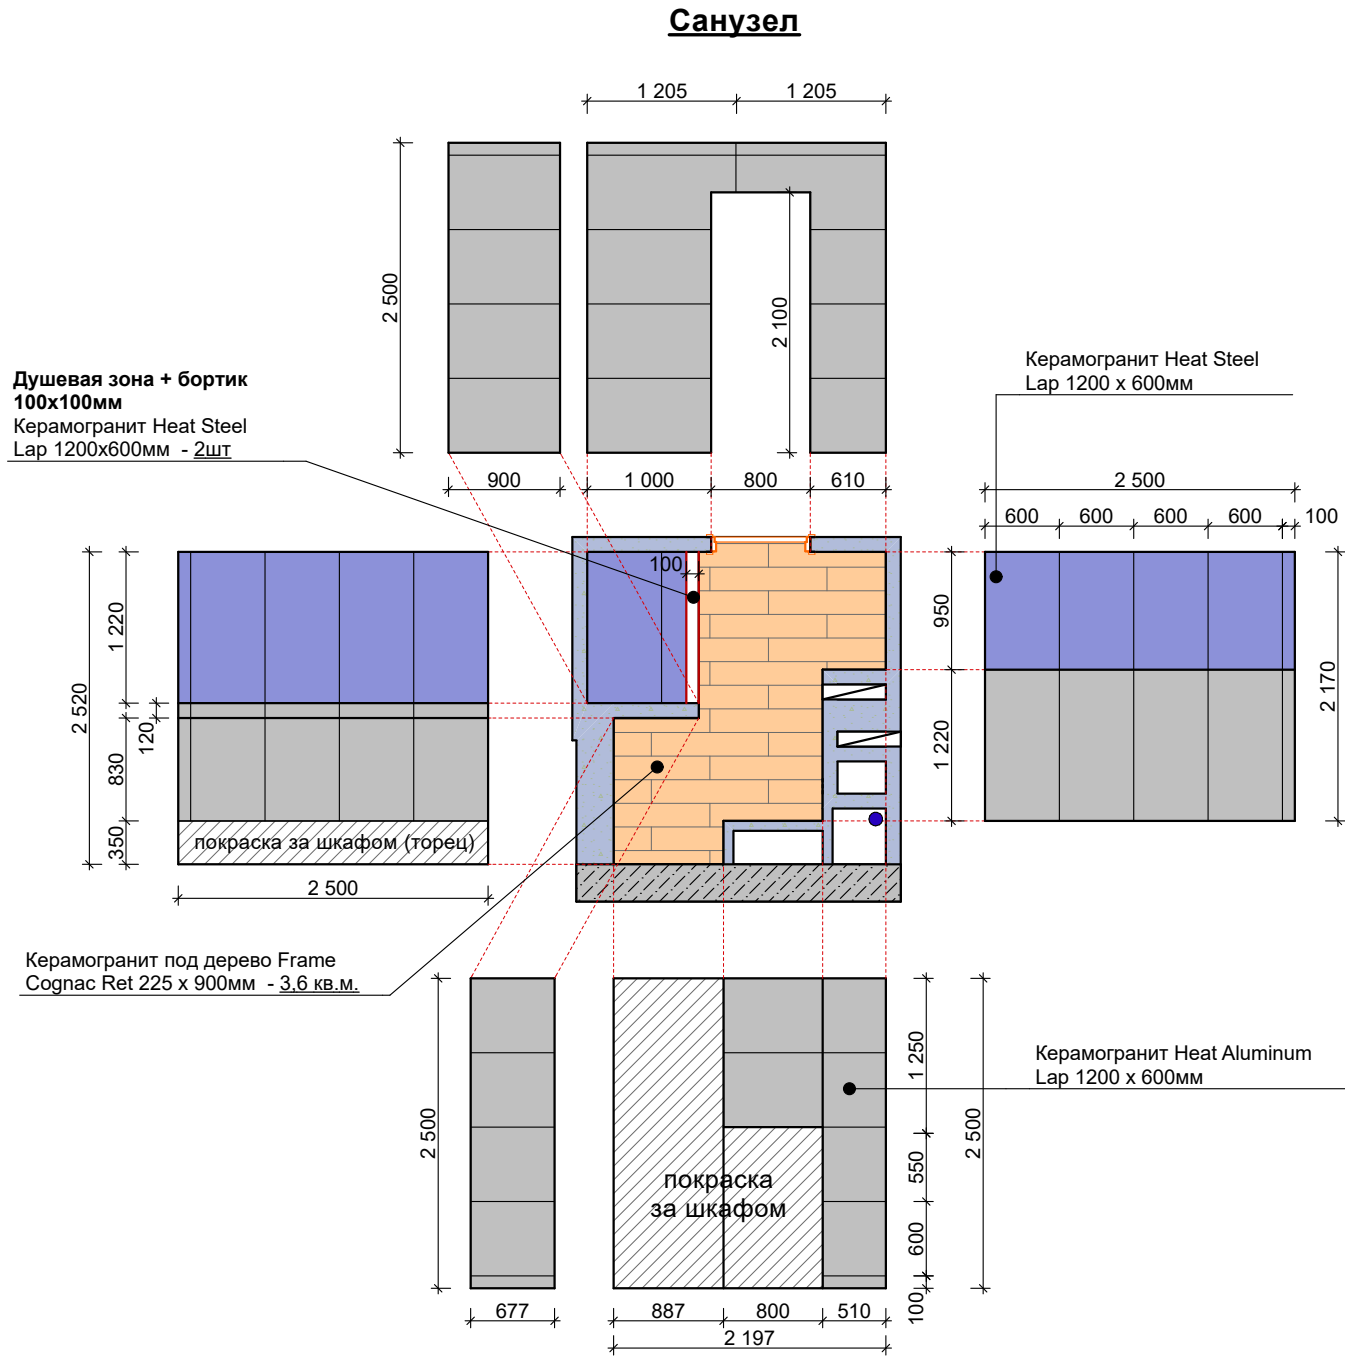 Санузел
1 205
1 205
2 500
2 100
900
1 000
800
610
Душевая зона + бортик
100х100мм
Керамогранит Heat Steel
Lap 1200х600мм - 2шт
Керамогранит Heat Steel
Lap 1200 x 600мм
2 500
600
600
600
600
100
100
2 520
1 220
120
830
350
покраска за шкафом (торец)
2 500
950
1 220
2 170
Керамогранит под дерево Frame
Cognac Ret 225 x 900мм - 3,6 кв.м.
Керамогранит Heat Aluminum
Lap 1200 x 600мм
2 500
покраска
за шкафом
1 250
550
600
100
2 500
677
887
800
510
2 197